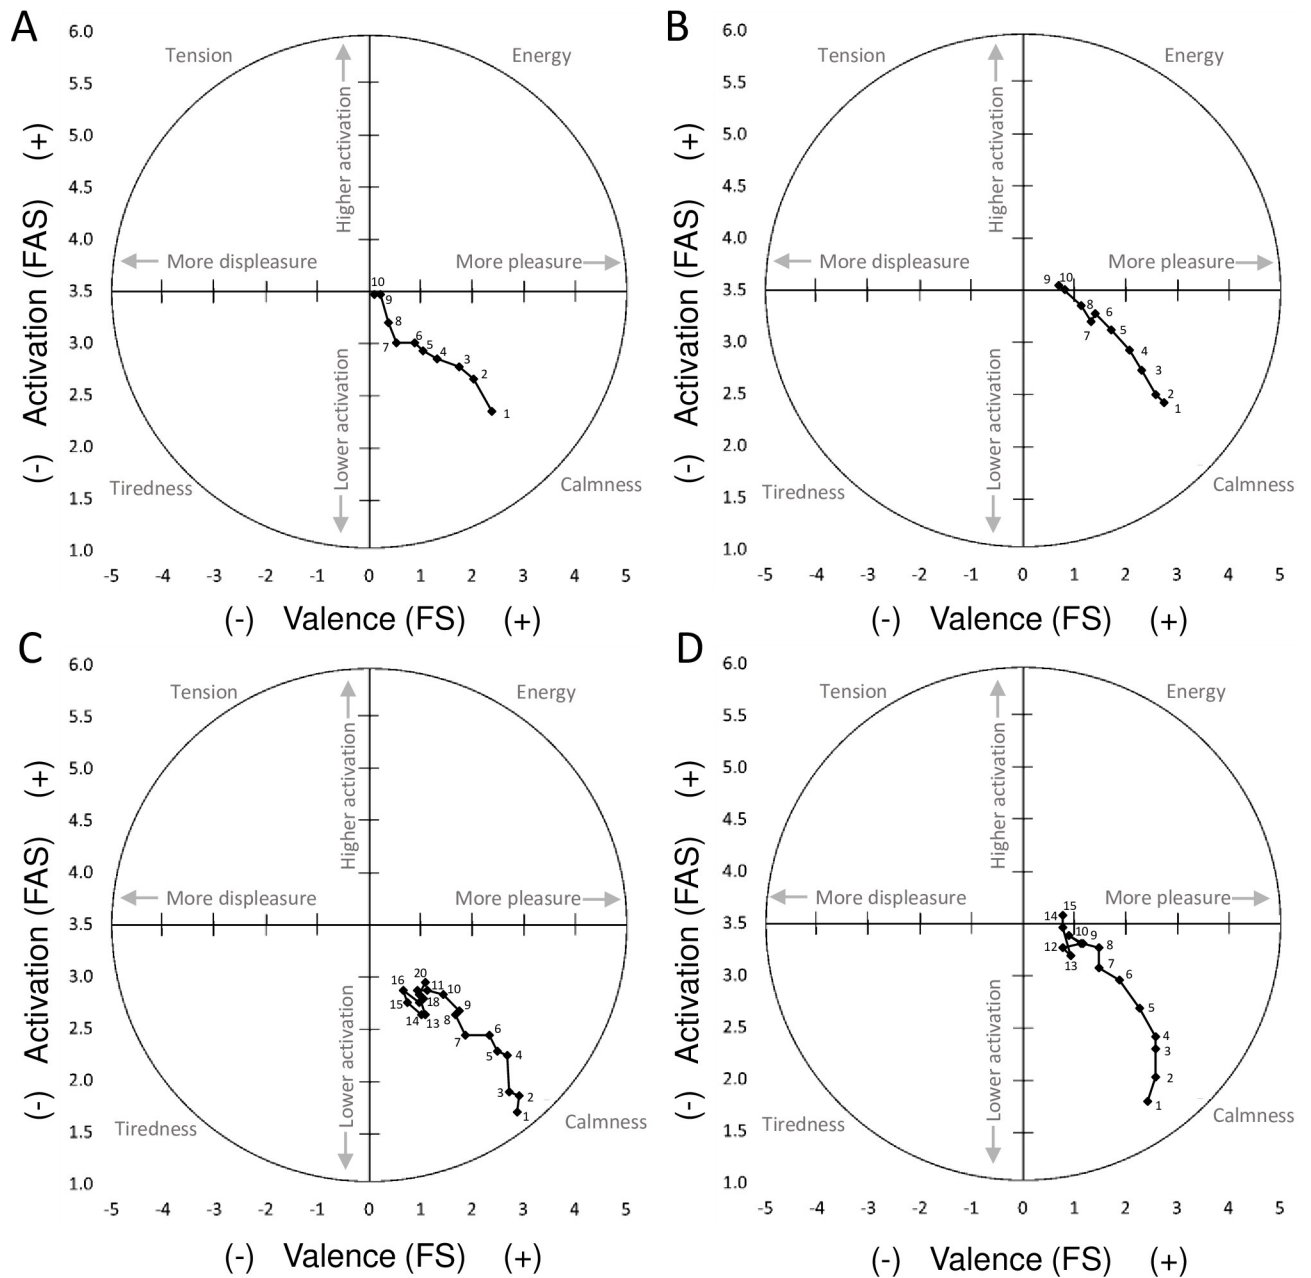 A
6.0
5.5
5.0
4.5
4.0
3.5
3.0
2.5
2.0
1.5
1.0
(-) Activation (FAS) (+)
Tension
Energy
Higher activation
More displeasure
More pleasure
Lower activation
Tiredness
Calmness
10
9
8
7
6
5
4
3
2
1
-5 -4 -3 -2 -1 0 1 2 3 4 5
(-) Valence (FS) (+)
B
6.0
5.5
5.0
4.5
4.0
3.5
3.0
2.5
2.0
1.5
1.0
(-) Activation (FAS) (+)
Tension
Energy
Higher activation
More displeasure
More pleasure
Lower activation
Tiredness
Calmness
9 10
8
6
7
5
4
3
2
1
-5 -4 -3 -2 -1 0 1 2 3 4 5
(-) Valence (FS) (+)
C
6.0
5.5
5.0
4.5
4.0
3.5
3.0
2.5
2.0
1.5
1.0
(-) Activation (FAS) (+)
Tension
Energy
Higher activation
More displeasure
More pleasure
Lower activation
Tiredness
Calmness
20
16
11 10
15
18
9
14 13
8
7
6
5
4
3
2
1
-5 -4 -3 -2 -1 0 1 2 3 4 5
(-) Valence (FS) (+)
D
6.0
5.5
5.0
4.5
4.0
3.5
3.0
2.5
2.0
1.5
1.0
(-) Activation (FAS) (+)
Tension
Energy
Higher activation
More displeasure
More pleasure
Lower activation
Tiredness
Calmness
15
14
10 9
12
8
13
7
6
5
4
3
2
1
-5 -4 -3 -2 -1 0 1 2 3 4 5
(-) Valence (FS) (+)